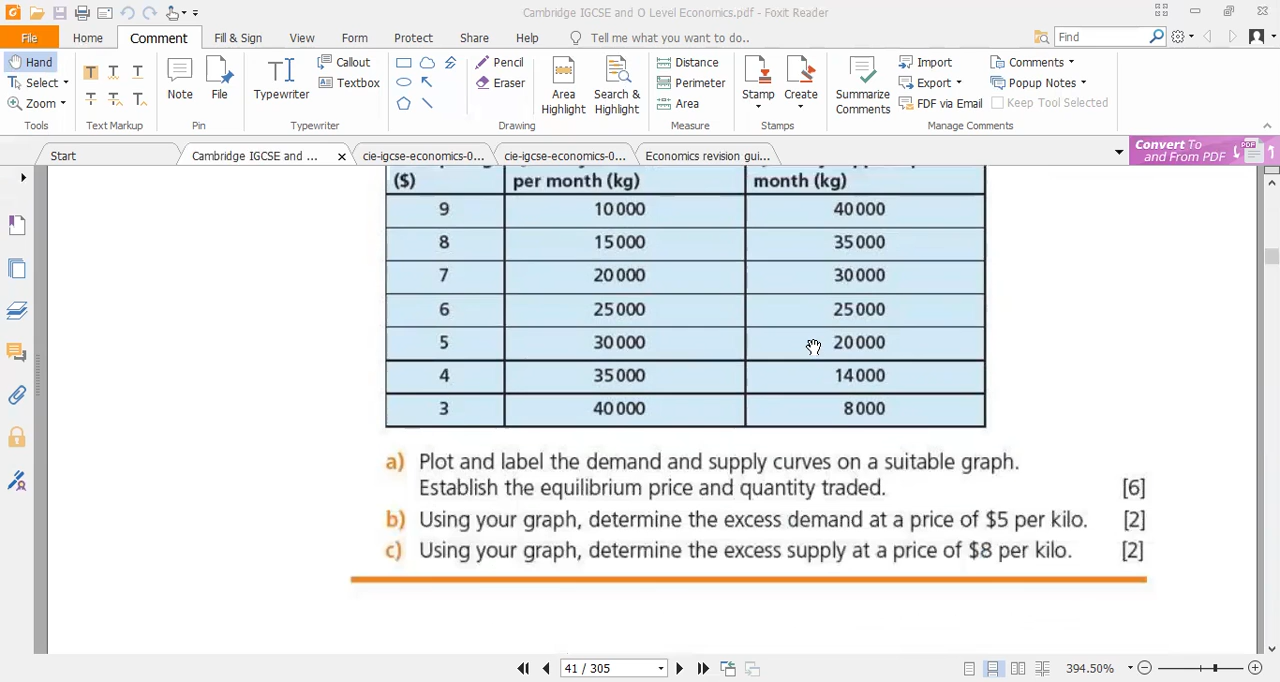 Cambridge IGCSE and O Level Economics.pdf - Foxit Reader
File Home Comment Fill & Sign View Form Protect Share Help Tell me what you want to do.. Find
Hand Select Zoom Note File Typewriter Callout Textbox Pencil Eraser Area Highlight Search & Highlight Distance Perimeter Area Stamp Create Summarize Comments Import Export FDF via Email Comments Popup Notes Keep Tool Selected
Tools Text Markup Pin Typewriter Drawing Measure Stamps Manage Comments
Start Cambridge IGCSE and ... cie-igcse-economics-0... cie-igcse-economics-0... Economics revision gui... Convert To and From PDF
($) per month (kg) month (kg)
9 10 000 40 000
8 15 000 35 000
7 20 000 30 000
6 25 000 25 000
5 30 000 20 000
4 35 000 14 000
3 40 000 8 000
a) Plot and label the demand and supply curves on a suitable graph.
Establish the equilibrium price and quantity traded. [6]
b) Using your graph, determine the excess demand at a price of $5 per kilo. [2]
c) Using your graph, determine the excess supply at a price of $8 per kilo. [2]
41 / 305 394.50%